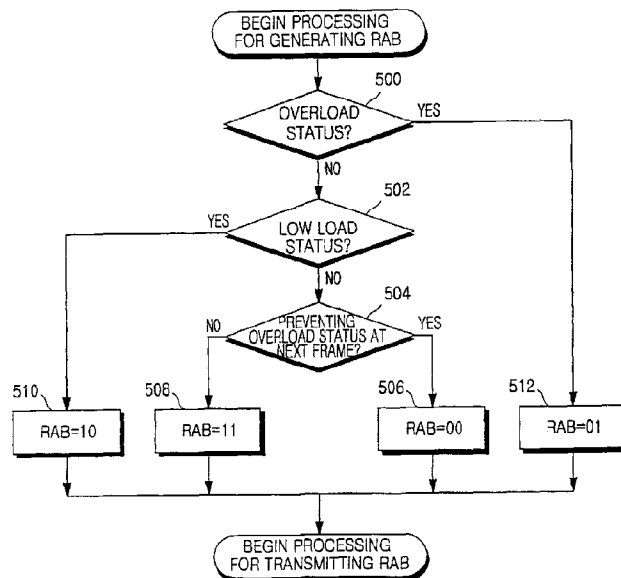 BEGIN PROCESSING
FOR GENERATING RAB
500
OVERLOAD
STATUS?
YES
NO
502
YES
LOW LOAD
STATUS?
NO
504
NO
PREVENTING
OVERLOAD STATUS AT
NEXT FRAME?
YES
510
RAB=10
508
RAB=11
506
RAB=00
512
RAB=01
BEGIN PROCESSING
FOR TRANSMITTING RAB